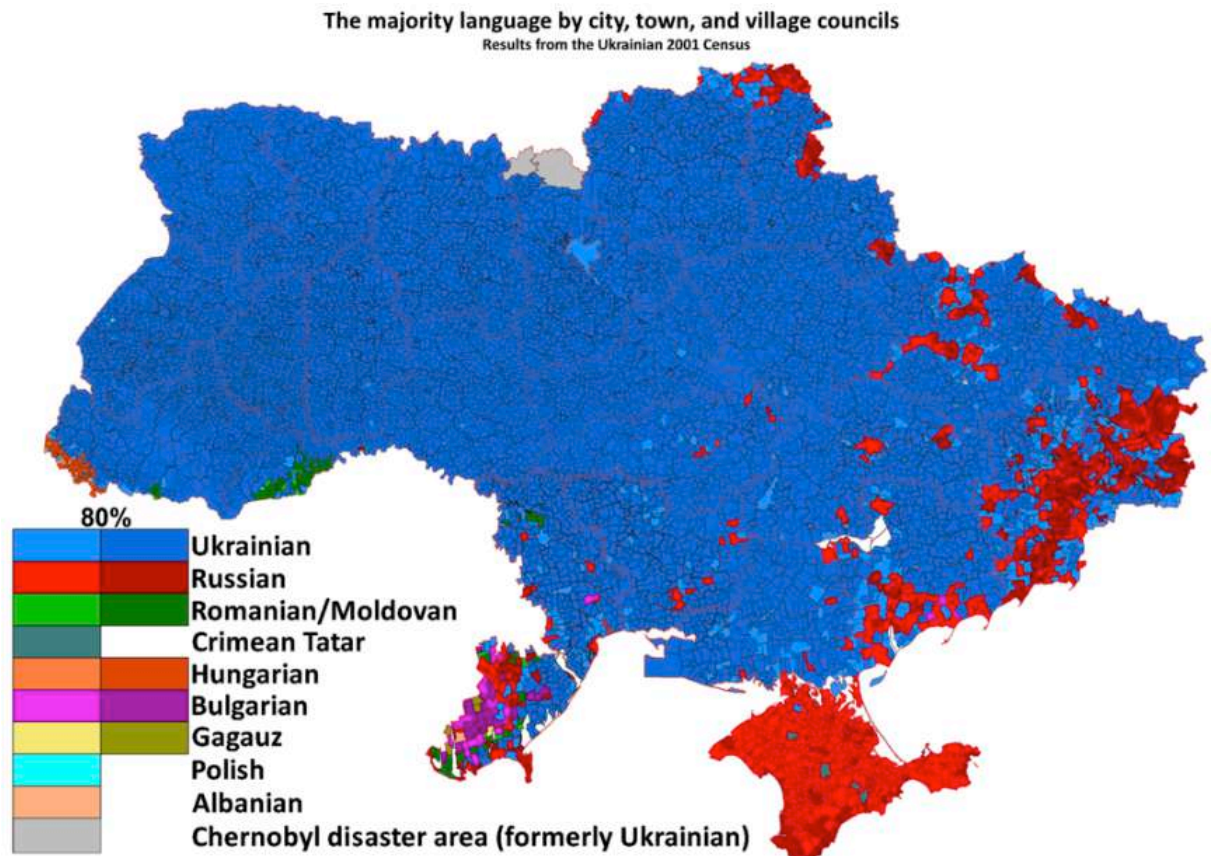 The majority language by city, town, and village councils
Results from the Ukrainian 2001 Census
80%
Ukrainian
Russian
Romanian/Moldovan
Crimean Tatar
Hungarian
Bulgarian
Gagauz
Polish
Albanian
Chernobyl disaster area (formerly Ukrainian)